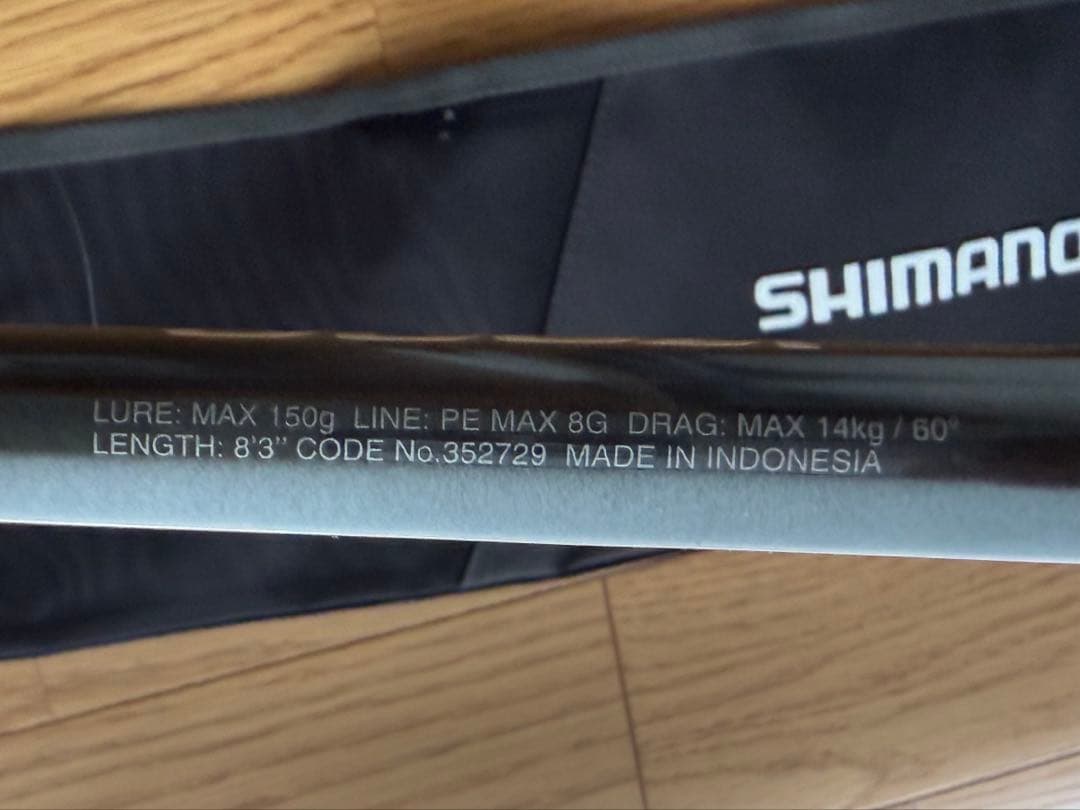 SHIMANO
LURE: MAX 150g LINE: PE MAX 8G DRAG: MAX 14kg / 60°
LENGTH: 8'3" CODE No.352729 MADE IN INDONESIA